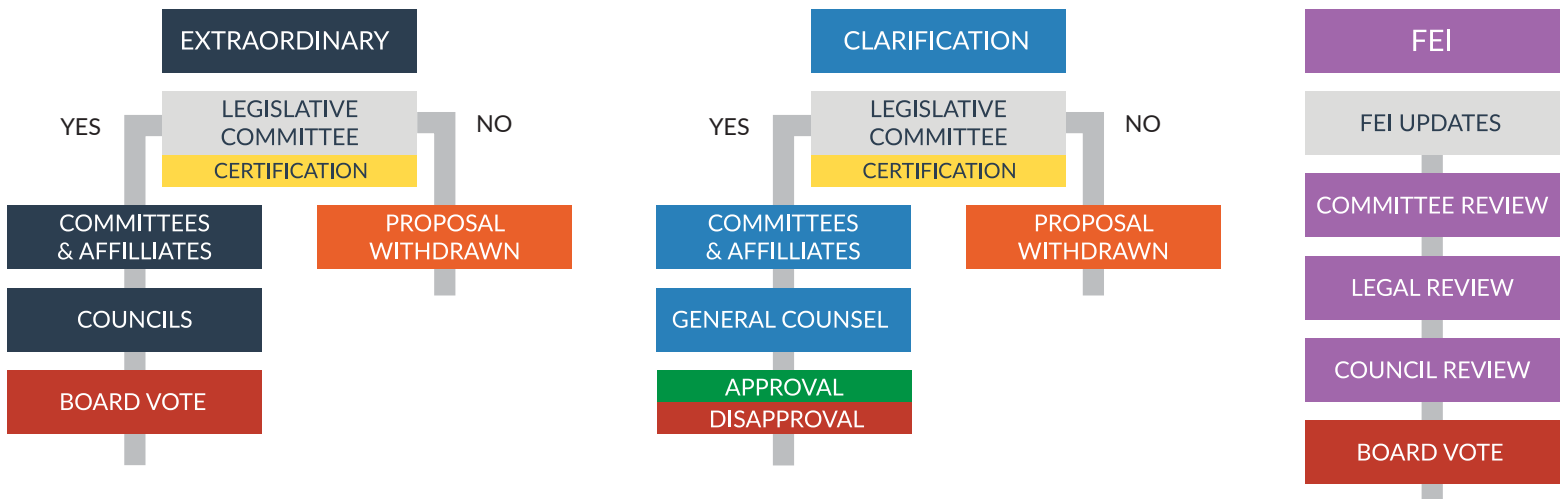 EXTRAORDINARY
YES
LEGISLATIVE
COMMITTEE
CERTIFICATION
NO
COMMITTEES
& AFFILLIATES
PROPOSAL
WITHDRAWN
COUNCILS
BOARD VOTE
CLARIFICATION
YES
LEGISLATIVE
COMMITTEE
CERTIFICATION
NO
COMMITTEES
& AFFILLIATES
PROPOSAL
WITHDRAWN
GENERAL COUNSEL
APPROVAL
DISAPPROVAL
FEI
FEI UPDATES
COMMITTEE REVIEW
LEGAL REVIEW
COUNCIL REVIEW
BOARD VOTE